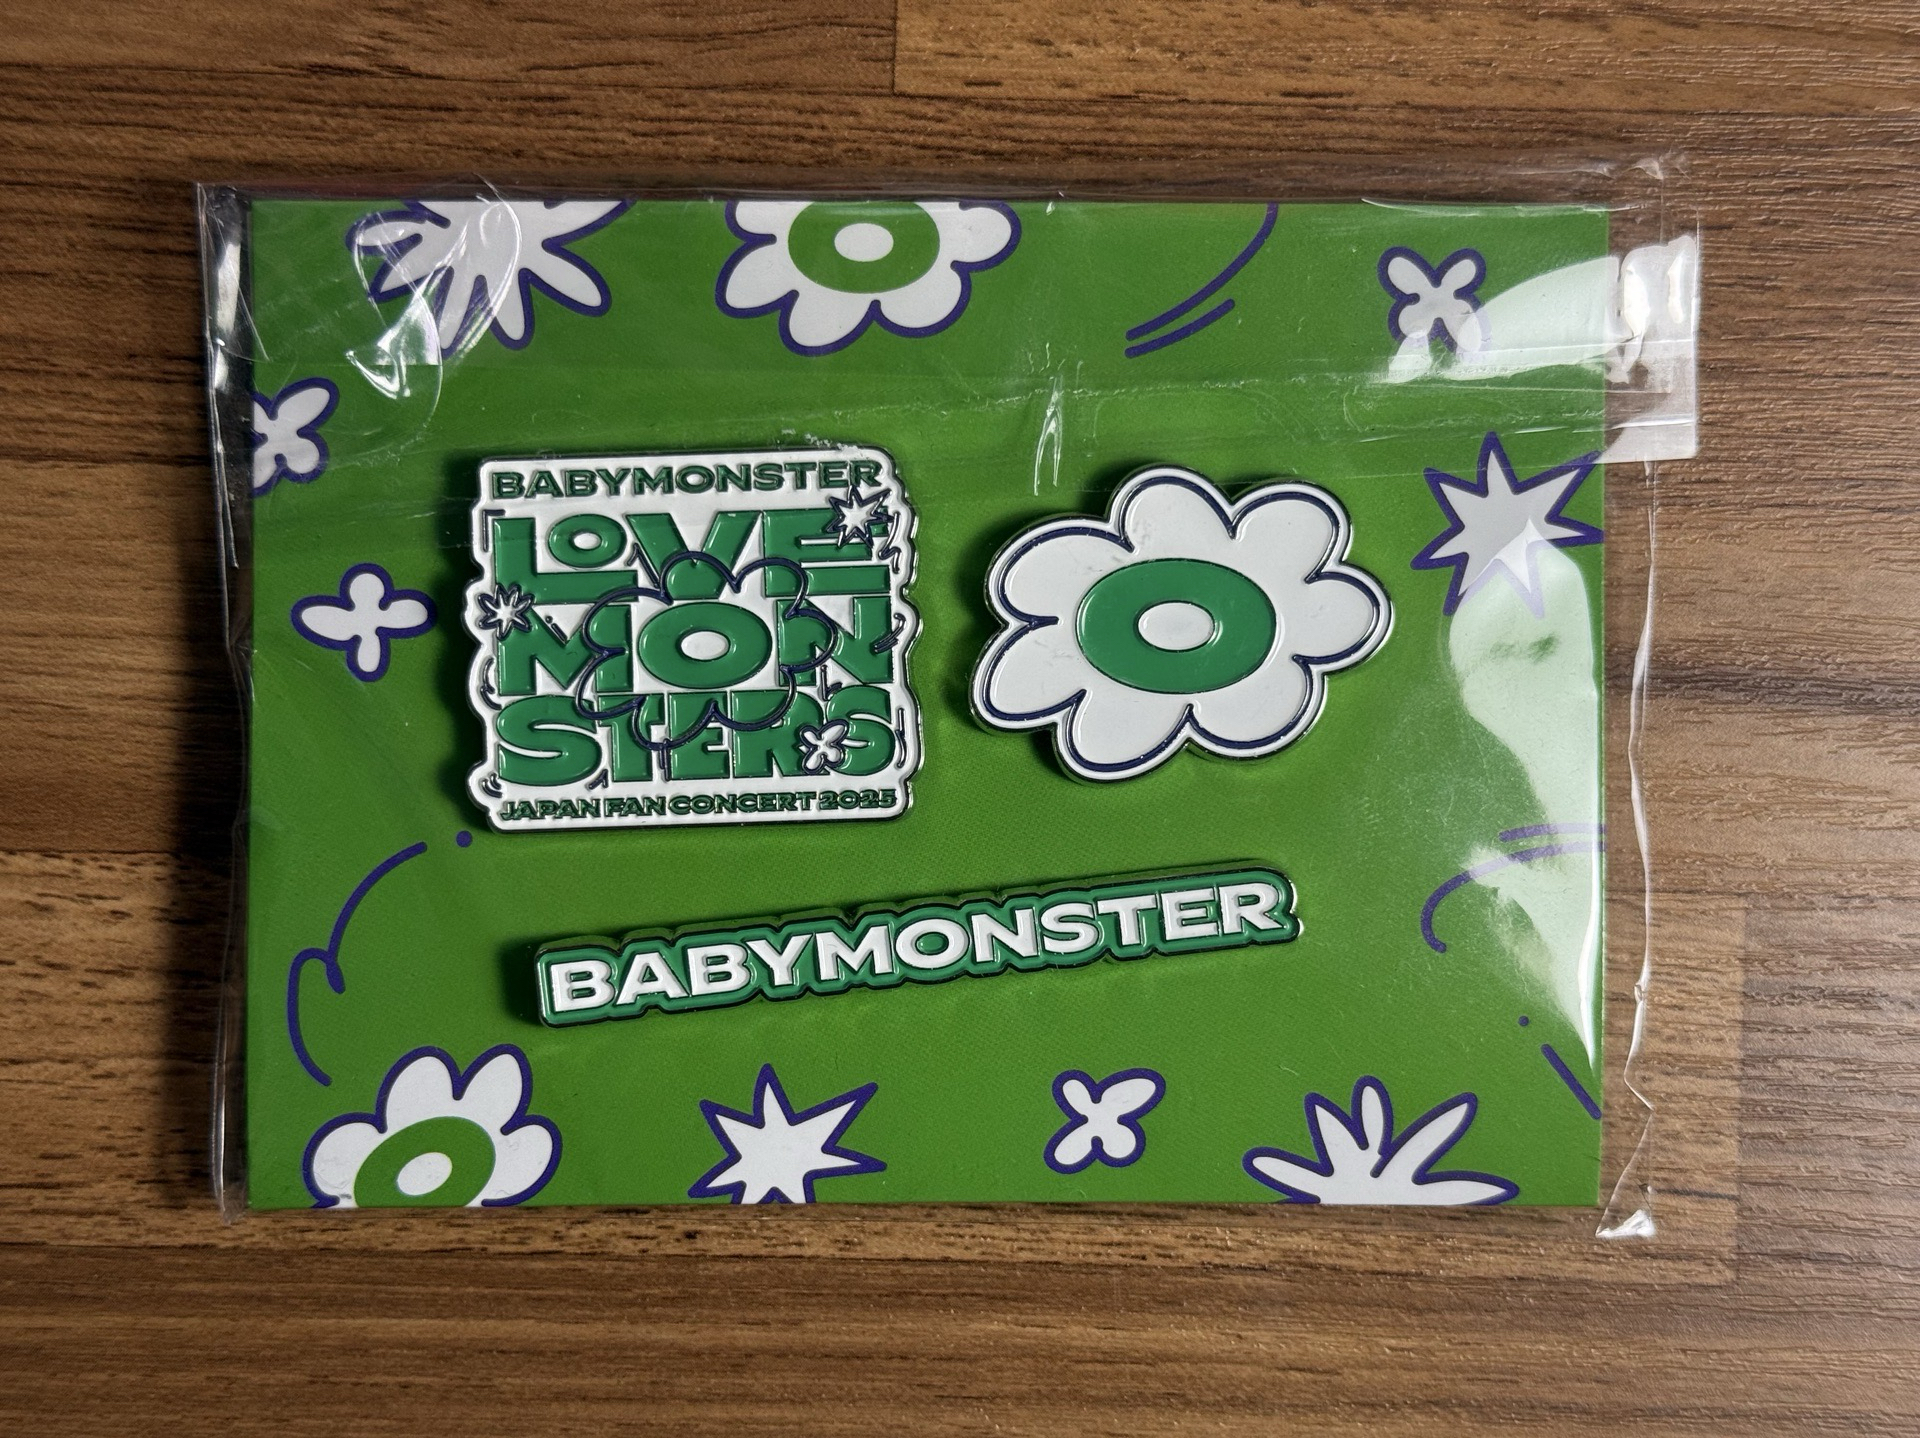 BABYMONSTER
LOVE
MON
STERS
JAPAN FAN CONCERT 2025
BABYMONSTER